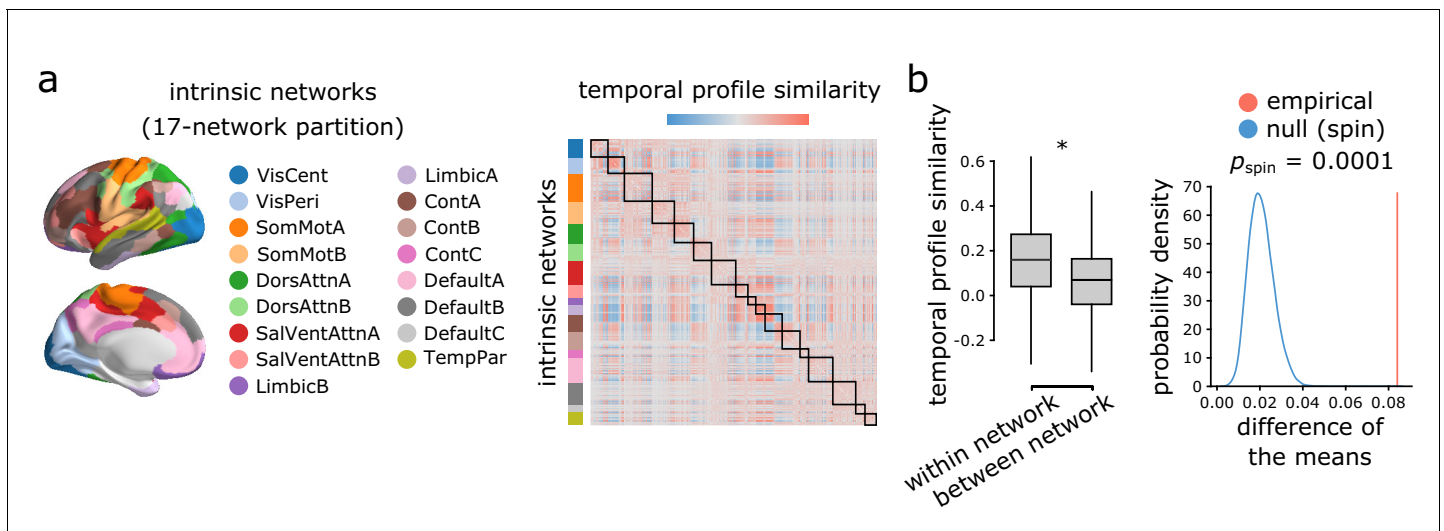 a
intrinsic networks
(17-network partition)
VisCent
VisPeri
SomMotA
SomMotB
DorsAttnA
DorsAttnB
SalVentAttnA
SalVentAttnB
LimbicB
LimbicA
ContA
ContB
ContC
DefaultA
DefaultB
DefaultC
TempPar
temporal profile similarity
intrinsic networks
b
temporal profile similarity
0.6
0.4
0.2
0.0
-0.2
*
within network
between network
empirical
null (spin)
pspin = 0.0001
probability density
70
60
50
40
30
20
10
0
0.00 0.02 0.04 0.06 0.08
difference of
the means